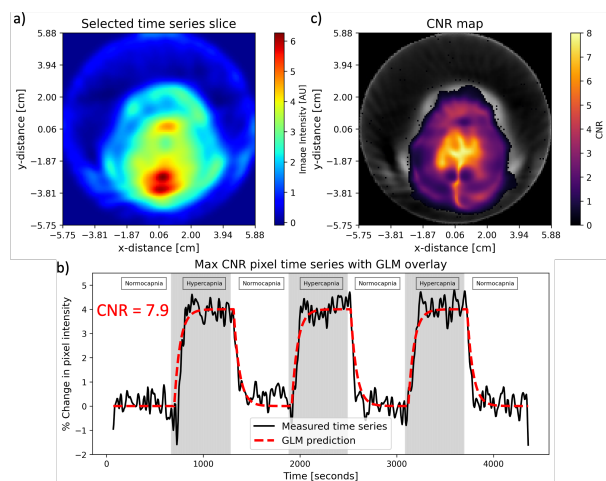 a)
Selected time series slice
5.88
3.94
2.00
0.06
−1.87
−3.81
−5.75
y-distance [cm]
−5.75 −3.81 −1.87 0.06 2.00 3.94 5.88
x-distance [cm]
6
5
4
3
2
1
0
Image Intensity [AU]
c)
CNR map
5.88
3.94
2.00
0.06
−1.87
−3.81
−5.75
y-distance [cm]
−5.75 −3.81 −1.87 0.06 2.00 3.94 5.88
x-distance [cm]
8
7
6
5
4
3
2
1
0
CNR
b)
Max CNR pixel time series with GLM overlay
Normocapnia Hypercapnia Normocapnia Hypercapnia Normocapnia Hypercapnia Normocapnia
CNR = 7.9
5
4
3
2
1
0
−1
−2
% Change in pixel intensity
Measured time series
GLM prediction
0 1000 2000 3000 4000
Time [seconds]